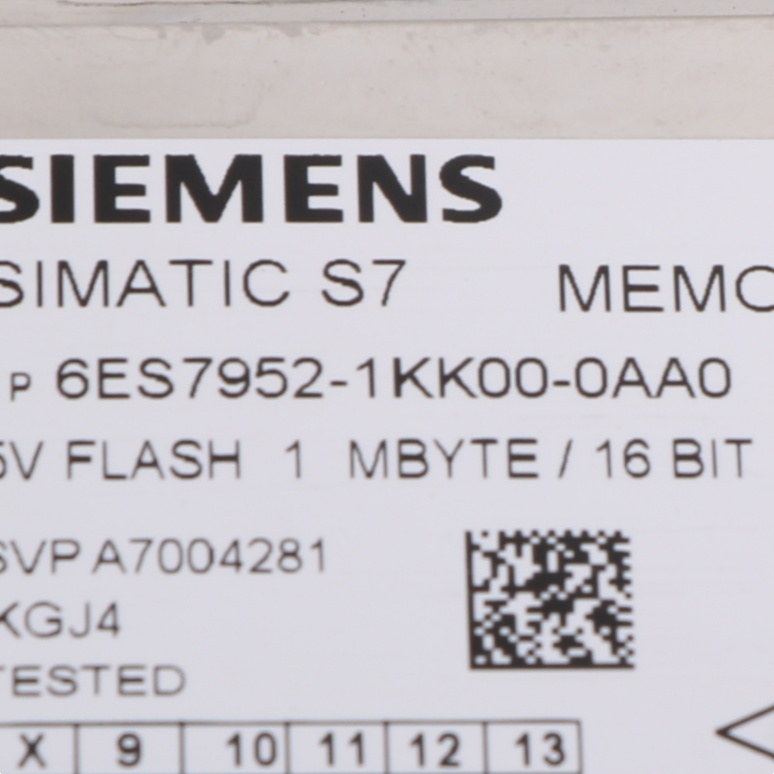 SIEMENS
SIMATIC S7 MEMO
P 6ES7952-1KK00-0AA0
5V FLASH 1 MBYTE / 16 BIT
SVP A7004281
KGJ4
TESTED
X 9 10 11 12 13